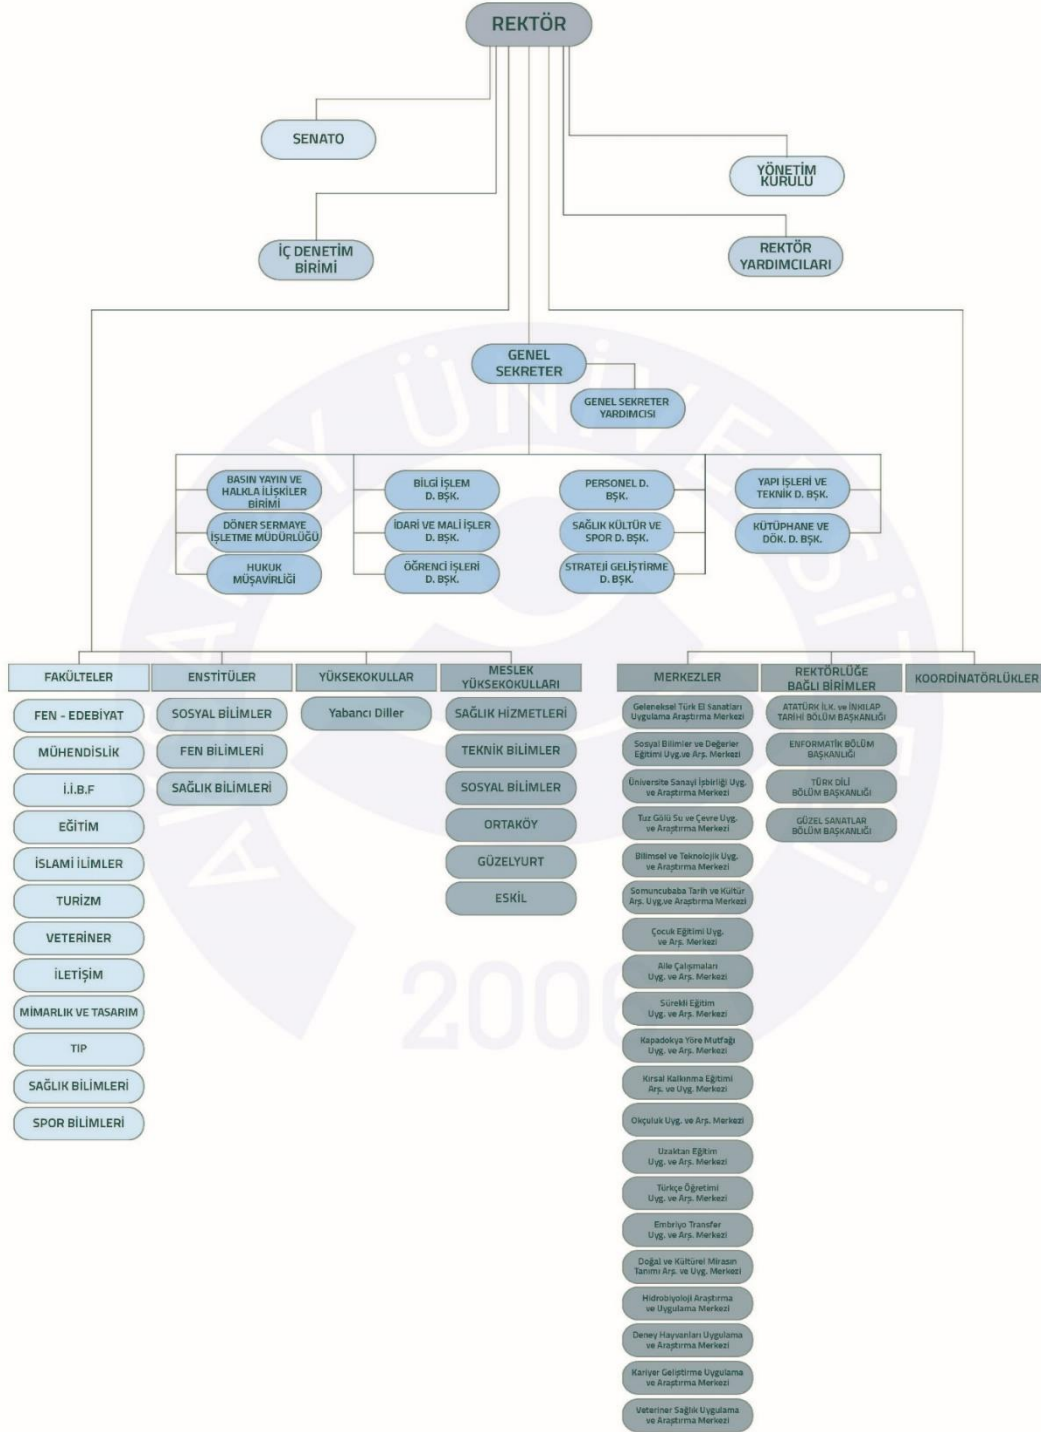 REKTÖR
SENATO
YÖNETİM
KURULU
İÇ DENETİM
BİRİMİ
REKTÖR
YARDIMCILARI
GENEL
SEKRETER
GENEL SEKRETER
YARDIMCISI
BASIN YAYIN VE
HALKLA İLİŞKİLER
BİRİMİ
DÖNER SERMAYE
İŞLETME MÜDÜRLÜĞÜ
HUKUK
MÜŞAVİRLİĞİ
BİLGİ İŞLEM
D. BŞK.
İDARİ VE MALİ İŞLER
D. BŞK.
ÖĞRENCİ İŞLERİ
D. BŞK.
PERSONEL D.
BŞK.
SAĞLIK KÜLTÜR VE
SPOR D. BŞK.
STRATEJİ GELİŞTİRME
D. BŞK.
YAPI İŞLERİ VE
TEKNİK D. BŞK.
KÜTÜPHANE VE
DÖK. D. BŞK.
FAKÜLTELER
FEN - EDEBİYAT
MÜHENDİSLİK
İ.İ.B.F
EĞİTİM
İSLAMİ İLİMLER
TURİZM
VETERİNER
İLETİŞİM
MİMARLIK VE TASARIM
TIP
SAĞLIK BİLİMLERİ
SPOR BİLİMLERİ
ENSTİTÜLER
SOSYAL BİLİMLER
FEN BİLİMLERİ
SAĞLIK BİLİMLERİ
YÜKSEKOKULLAR
Yabancı Diller
MESLEK
YÜKSEKOKULLARI
SAĞLIK HİZMETLERİ
TEKNİK BİLİMLER
SOSYAL BİLİMLER
ORTAKÖY
GÜZELYURT
ESKİL
MERKEZLER
Geleneksel Türk El Sanatları
Uygulama Araştırma Merkezi
Sosyal Bilimler ve Değerler
Eğitimi Uyg.ve Arş. Merkezi
Üniversite Sanayi İşbirliği Uyg.
ve Araştırma Merkezi
Tuz Gölü Su ve Çevre Uyg.
ve Araştırma Merkezi
Bilimsel ve Teknolojik Uyg.
ve Araştırma Merkezi
Somuncubaba Tarih ve Kültür
Arş. Uyg.ve Araştırma Merkezi
Çocuk Eğitimi Uyg.
ve Arş. Merkezi
Aile Çalışmaları
Uyg. ve Arş. Merkezi
Sürekli Eğitim
Uyg. ve Arş. Merkezi
Kapadokya Yöre Mutfağı
Uyg. ve Arş. Merkezi
Kırsal Kalkınma Eğitimi
Arş. ve Uyg. Merkezi
Okçuluk Uyg. ve Arş. Merkezi
Uzaktan Eğitim
Uyg. ve Arş. Merkezi
Türkçe Öğretimi
Uyg. ve Arş. Merkezi
Embriyo Transfer
Uyg. ve Arş. Merkezi
Doğal ve Kültürel Mirasın
Tanımı Arş. ve Uyg. Merkezi
Hidrobiyoloji Araştırma
ve Uygulama Merkezi
Deney Hayvanları Uygulama
ve Araştırma Merkezi
Kariyer Geliştirme Uygulama
ve Araştırma Merkezi
Veteriner Sağlık Uygulama
ve Araştırma Merkezi
REKTÖRLÜĞE
BAĞLI BİRİMLER
ATATÜRK İLK. ve İNKILAP
TARİHİ BÖLÜM BAŞKANLIĞI
ENFORMATİK BÖLÜM
BAŞKANLIĞI
TÜRK DİLİ
BÖLÜM BAŞKANLIĞI
GÜZEL SANATLAR
BÖLÜM BAŞKANLIĞI
KOORDİNATÖRLÜKLER
2006